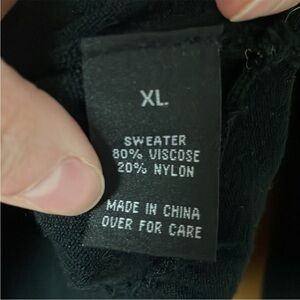 XL
SWEATER
80% VISCOSE
20% NYLON
MADE IN CHINA
OVER FOR CARE